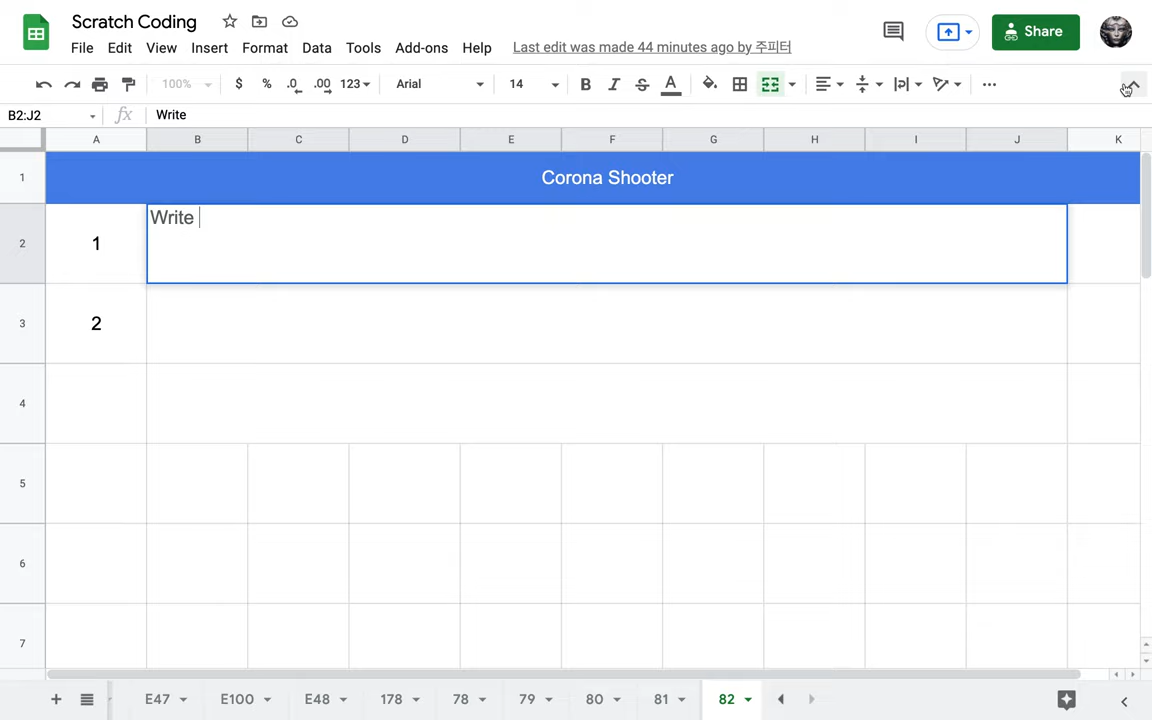 Scratch Coding
File Edit View Insert Format Data Tools Add-ons Help Last edit was made 44 minutes ago by 주피터
Share
100% $ % .0 .00 123 Arial 14 B I S A
B2:J2 fx Write
A B C D E F G H I J K
1 Corona Shooter
2 1 Write
3 2
4
5
6
7
E47 E100 E48 178 78 79 80 81 82